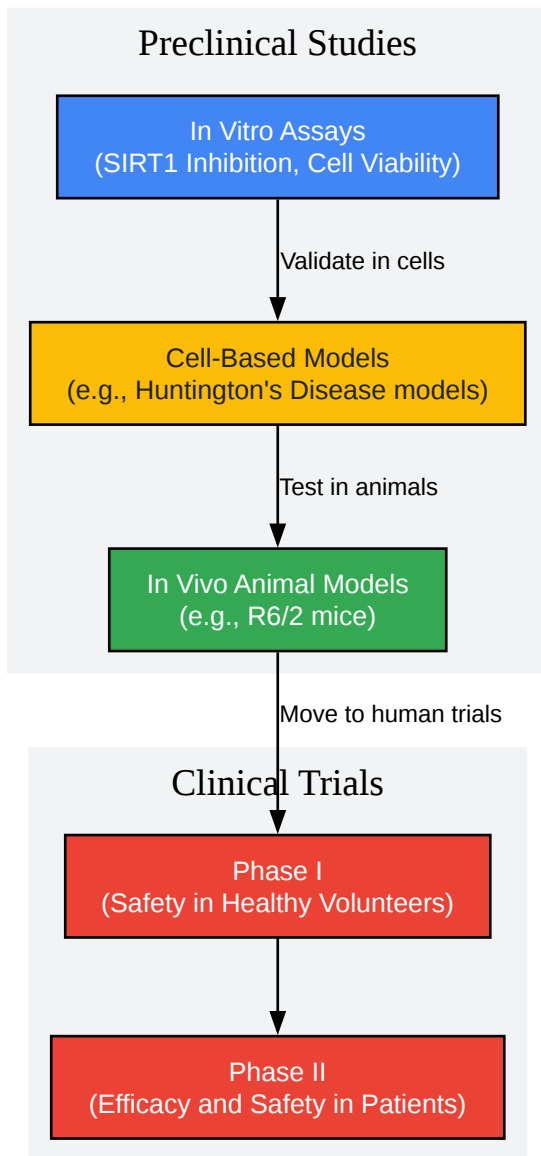 Preclinical Studies
In Vitro Assays
(SIRT1 Inhibition, Cell Viability)
Validate in cells
Cell-Based Models
(e.g., Huntington's Disease models)
Test in animals
In Vivo Animal Models
(e.g., R6/2 mice)
Move to human trials
Clinical Trials
Phase I
(Safety in Healthy Volunteers)
Phase II
(Efficacy and Safety in Patients)